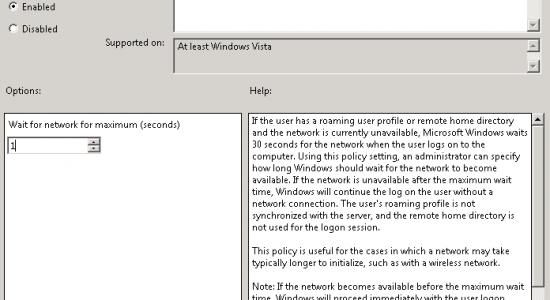 Enabled
Disabled
Supported on:
At least Windows Vista
Options:
Help:
Wait for network for maximum (seconds)
1
If the user has a roaming user profile or remote home directory
and the network is currently unavailable, Microsoft Windows waits
30 seconds for the network when the user logs on to the
computer. Using this policy setting, an administrator can specify
how long Windows should wait for the network to become
available. If the network is unavailable after the maximum wait
time, Windows will continue the log on the user without a
network connection. The user's roaming profile is not
synchronized with the server, and the remote home directory is
not used for the logon session.
This policy is useful for the cases in which a network may take
typically longer to initialize, such as with a wireless network.
Note: If the network becomes available before the maximum wait
time, Windows will proceed immediately with the user logon